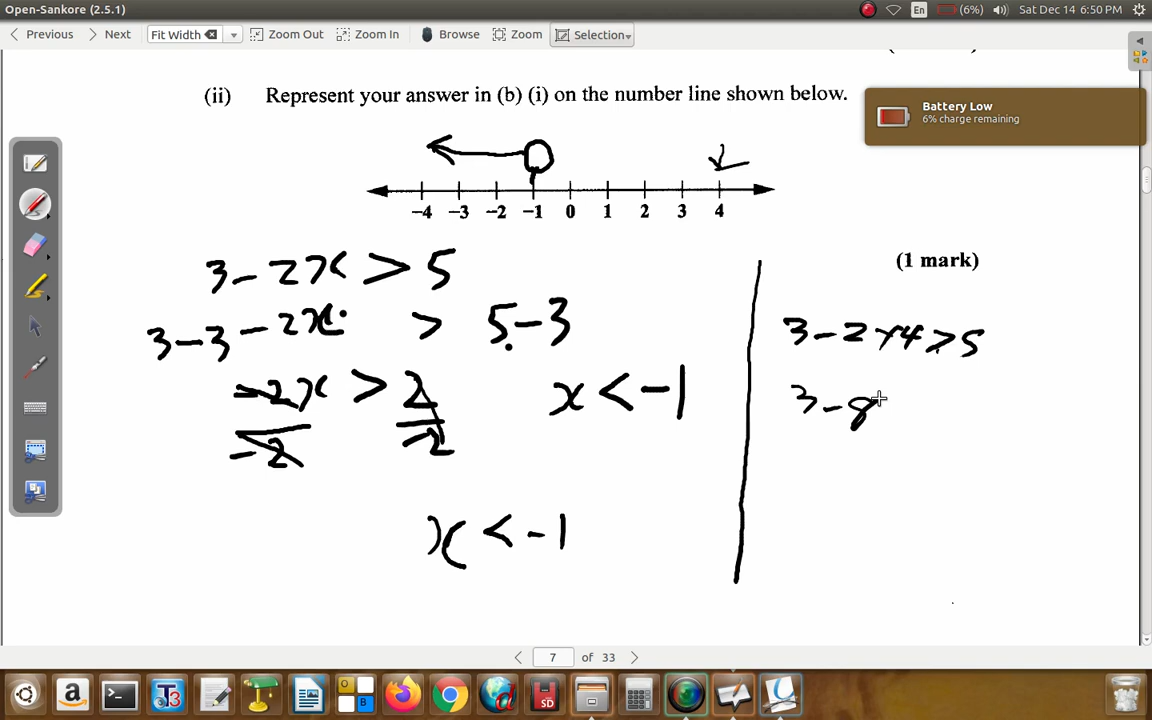 Open-Sankore (2.5.1)
En (6%) Sat Dec 14 6:50 PM
Previous Next Fit Width Zoom Out Zoom In Browse Zoom Selection
(ii) Represent your answer in (b) (i) on the number line shown below.
Battery Low
6% charge remaining
−4 −3 −2 −1 0 1 2 3 4
(1 mark)
3 - 2x > 5
3 - 3 - 2x > 5 - 3
-2x > 2
-2 -2
x < -1
x < -1
3 - 2 × 4 > 5
3 - 8
7 of 33